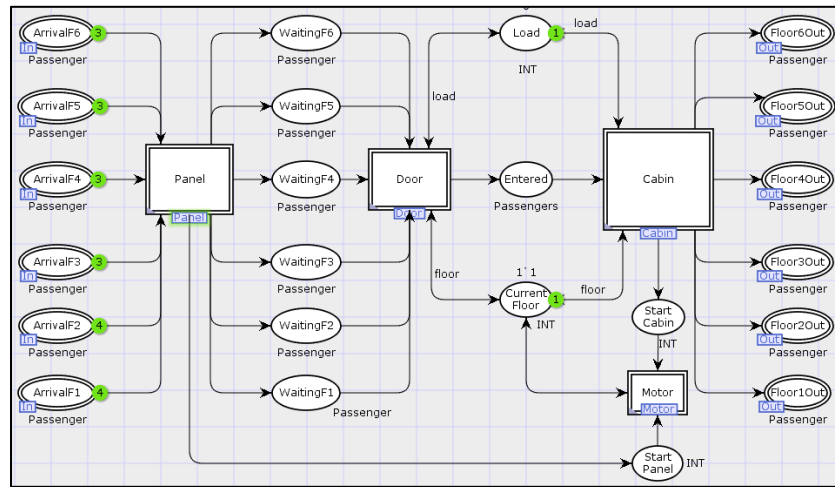 ArrivalF6
3
In
Passenger
ArrivalF5
3
In
Passenger
ArrivalF4
3
In
Passenger
ArrivalF3
3
In
Passenger
ArrivalF2
4
In
Passenger
ArrivalF1
4
In
Passenger
Panel
Panel
WaitingF6
Passenger
WaitingF5
Passenger
WaitingF4
Passenger
WaitingF3
Passenger
WaitingF2
Passenger
WaitingF1
Passenger
load
Door
Door
floor
Load
1
load
INT
Entered
Passengers
1`1
Current
Floor
1
floor
INT
Cabin
Cabin
Start
Cabin
INT
Motor
Motor
Start
Panel
INT
Floor6Out
Out
Passenger
Floor5Out
Out
Passenger
Floor4Out
Out
Passenger
Floor3Out
Out
Passenger
Floor2Out
Out
Passenger
Floor1Out
Out
Passenger